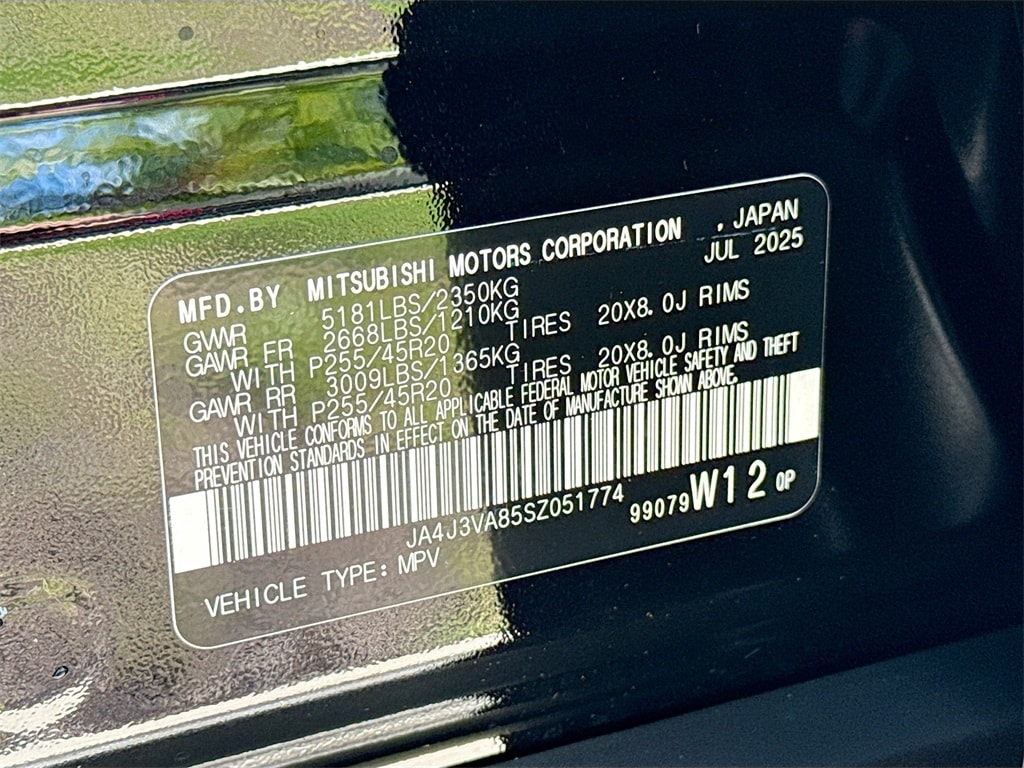 MFD.BY MITSUBISHI MOTORS CORPORATION , JAPAN
JUL 2025
GVWR 5181LBS/2350KG
GAWR FR 2668LBS/1210KG
WITH P255/45R20 TIRES 20X8.0J RIMS
GAWR RR 3009LBS/1365KG
WITH P255/45R20 TIRES 20X8.0J RIMS
THIS VEHICLE CONFORMS TO ALL APPLICABLE FEDERAL MOTOR VEHICLE SAFETY AND THEFT
PREVENTION STANDARDS IN EFFECT ON THE DATE OF MANUFACTURE SHOWN ABOVE.
JA4J3VA85SZ051774 99079W12 OP
VEHICLE TYPE: MPV